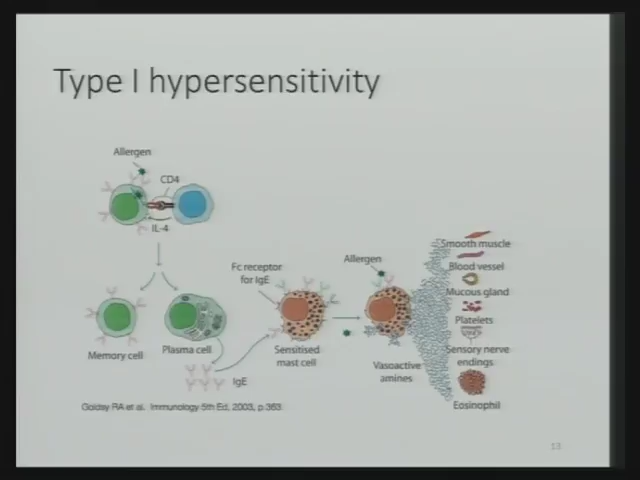 Type I hypersensitivity
Allergen
CD4
IL-4
Memory cell
Plasma cell
IgE
Fc receptor
for IgE
Sensitised
mast cell
Allergen
Vasoactive
amines
Smooth muscle
Blood vessel
Mucous gland
Platelets
Sensory nerve
endings
Eosinophil
Goldsy RA et al. Immunology 5th Ed, 2003, p 363
13